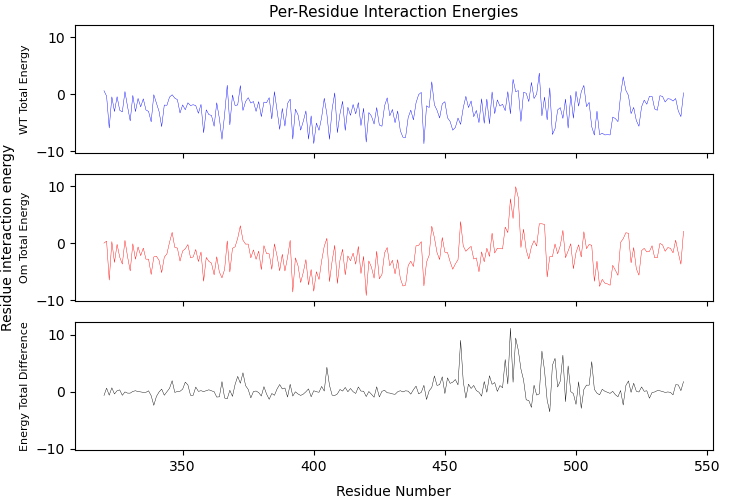 Per-Residue Interaction Energies
10
0
−10
WT Total Energy
10
0
−10
Om Total Energy
Residue interaction energy
10
0
−10
Energy Total Difference
350 400 450 500 550
Residue Number